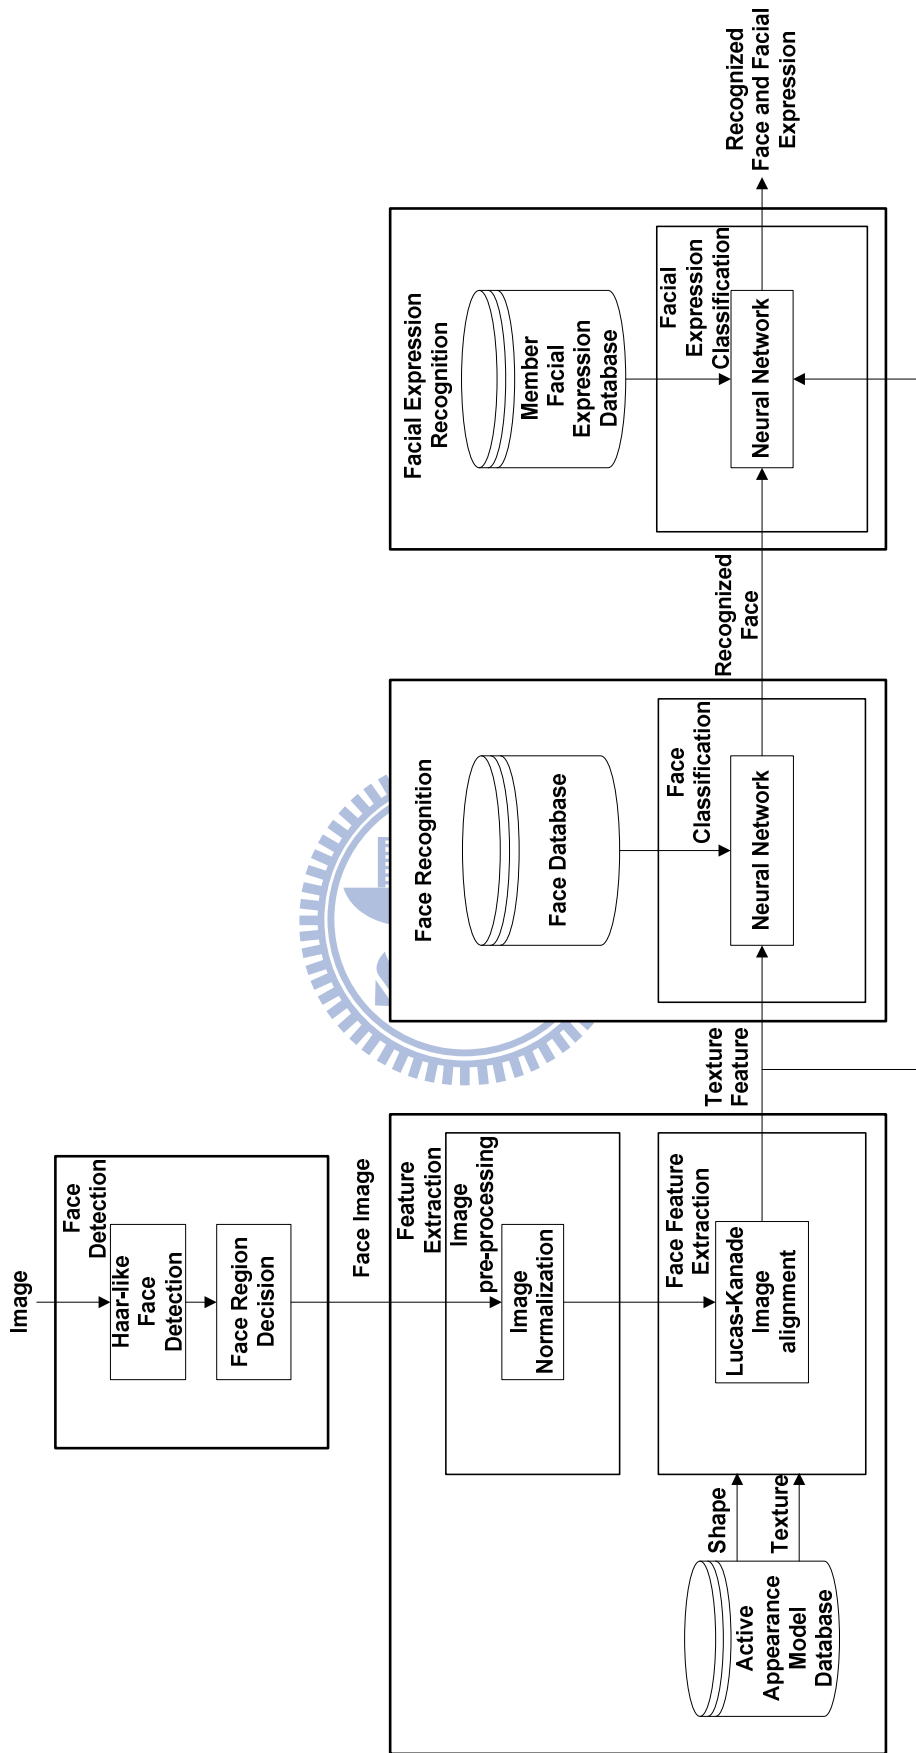 Image
Face
Detection
Haar-like
Face
Detection
Face Region
Decision
Face Image
Feature
Extraction
Image
pre-processing
Image
Normalization
Face Feature
Extraction
Lucas-Kanade
Image
alignment
Shape
Texture
Active
Appearance
Model
Database
Texture
Feature
Face Recognition
Face Database
Face
Classification
Neural Network
Recognized
Face
Facial Expression
Recognition
Member
Facial
Expression
Database
Facial
Expression
Classification
Neural Network
Recognized
Face and Facial
Expression